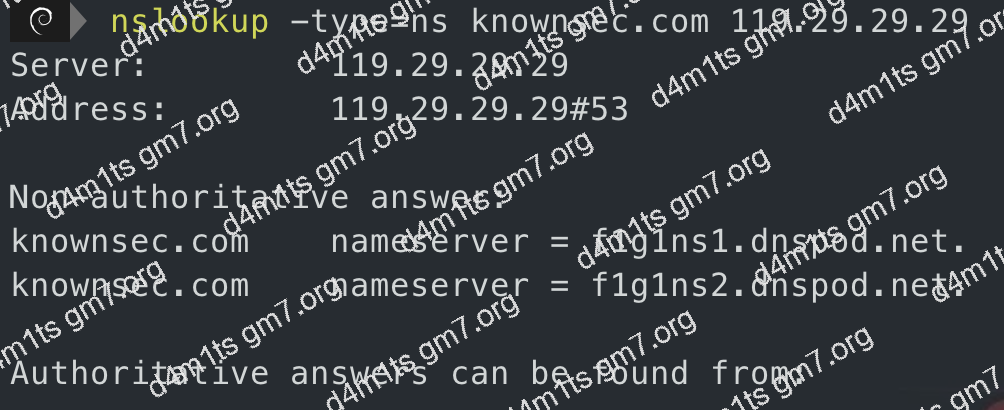 nslookup -type=ns knownsec.com 119.29.29.29
Server: 119.29.29.29
Address: 119.29.29.29#53
Non-authoritative answer:
knownsec.com nameserver = f1g1ns1.dnspod.net.
knownsec.com nameserver = f1g1ns2.dnspod.net.
Authoritative answers can be found from:
d4m1ts gm7.org